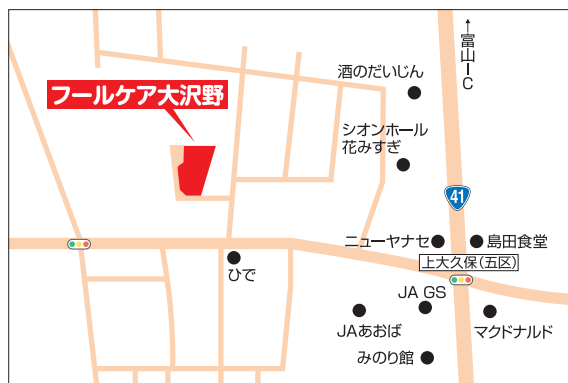 ↑富山IC
酒のだいじん
フールケア大沢野
シオンホール
花みすぎ
41
ニューヤナセ
島田食堂
上大久保(五区)
ひで
JA GS
JAあおば
マクドナルド
みのり館